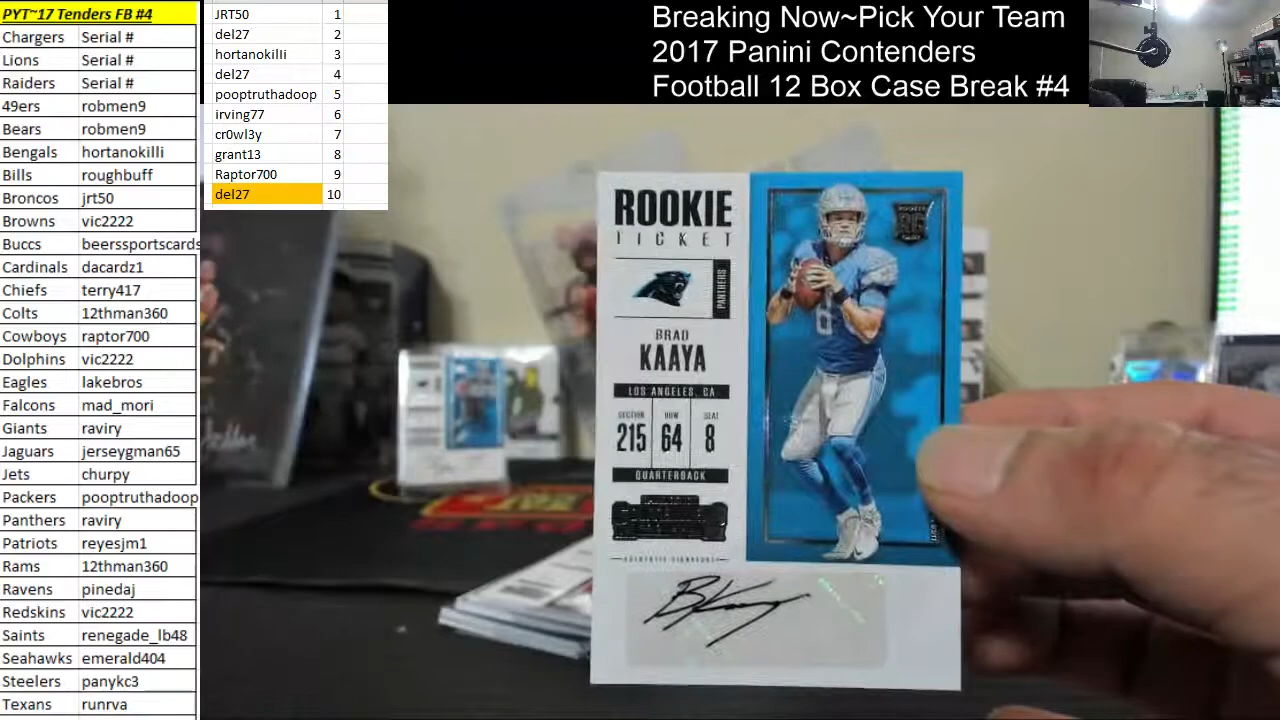 PYT~17 Tenders FB #4
Chargers Serial #
Lions Serial #
Raiders Serial #
49ers robmen9
Bears robmen9
Bengals hortanokilli
Bills roughbuff
Broncos jrt50
Browns vic2222
Buccs beerssportscards
Cardinals dacardz1
Chiefs terry417
Colts 12thman360
Cowboys raptor700
Dolphins vic2222
Eagles lakebros
Falcons mad_mori
Giants raviry
Jaguars jerseygman65
Jets churpy
Packers pooptruthadoop
Panthers raviry
Patriots reyesjm1
Rams 12thman360
Ravens pinedaj
Redskins vic2222
Saints renegade_lb48
Seahawks emerald404
Steelers panykc3
Texans runrva
JRT50 1
del27 2
hortanokilli 3
del27 4
pooptruthadoop 5
irving77 6
cr0wl3y 7
grant13 8
Raptor700 9
del27 10
Breaking Now~Pick Your Team
2017 Panini Contenders
Football 12 Box Case Break #4
ROOKIE
TICKET
PANTHERS
BRAD
KAAYA
LOS ANGELES, CA
SECTION ROW SEAT
215 64 8
QUARTERBACK
AUTHENTIC SIGNATURE
RC
6